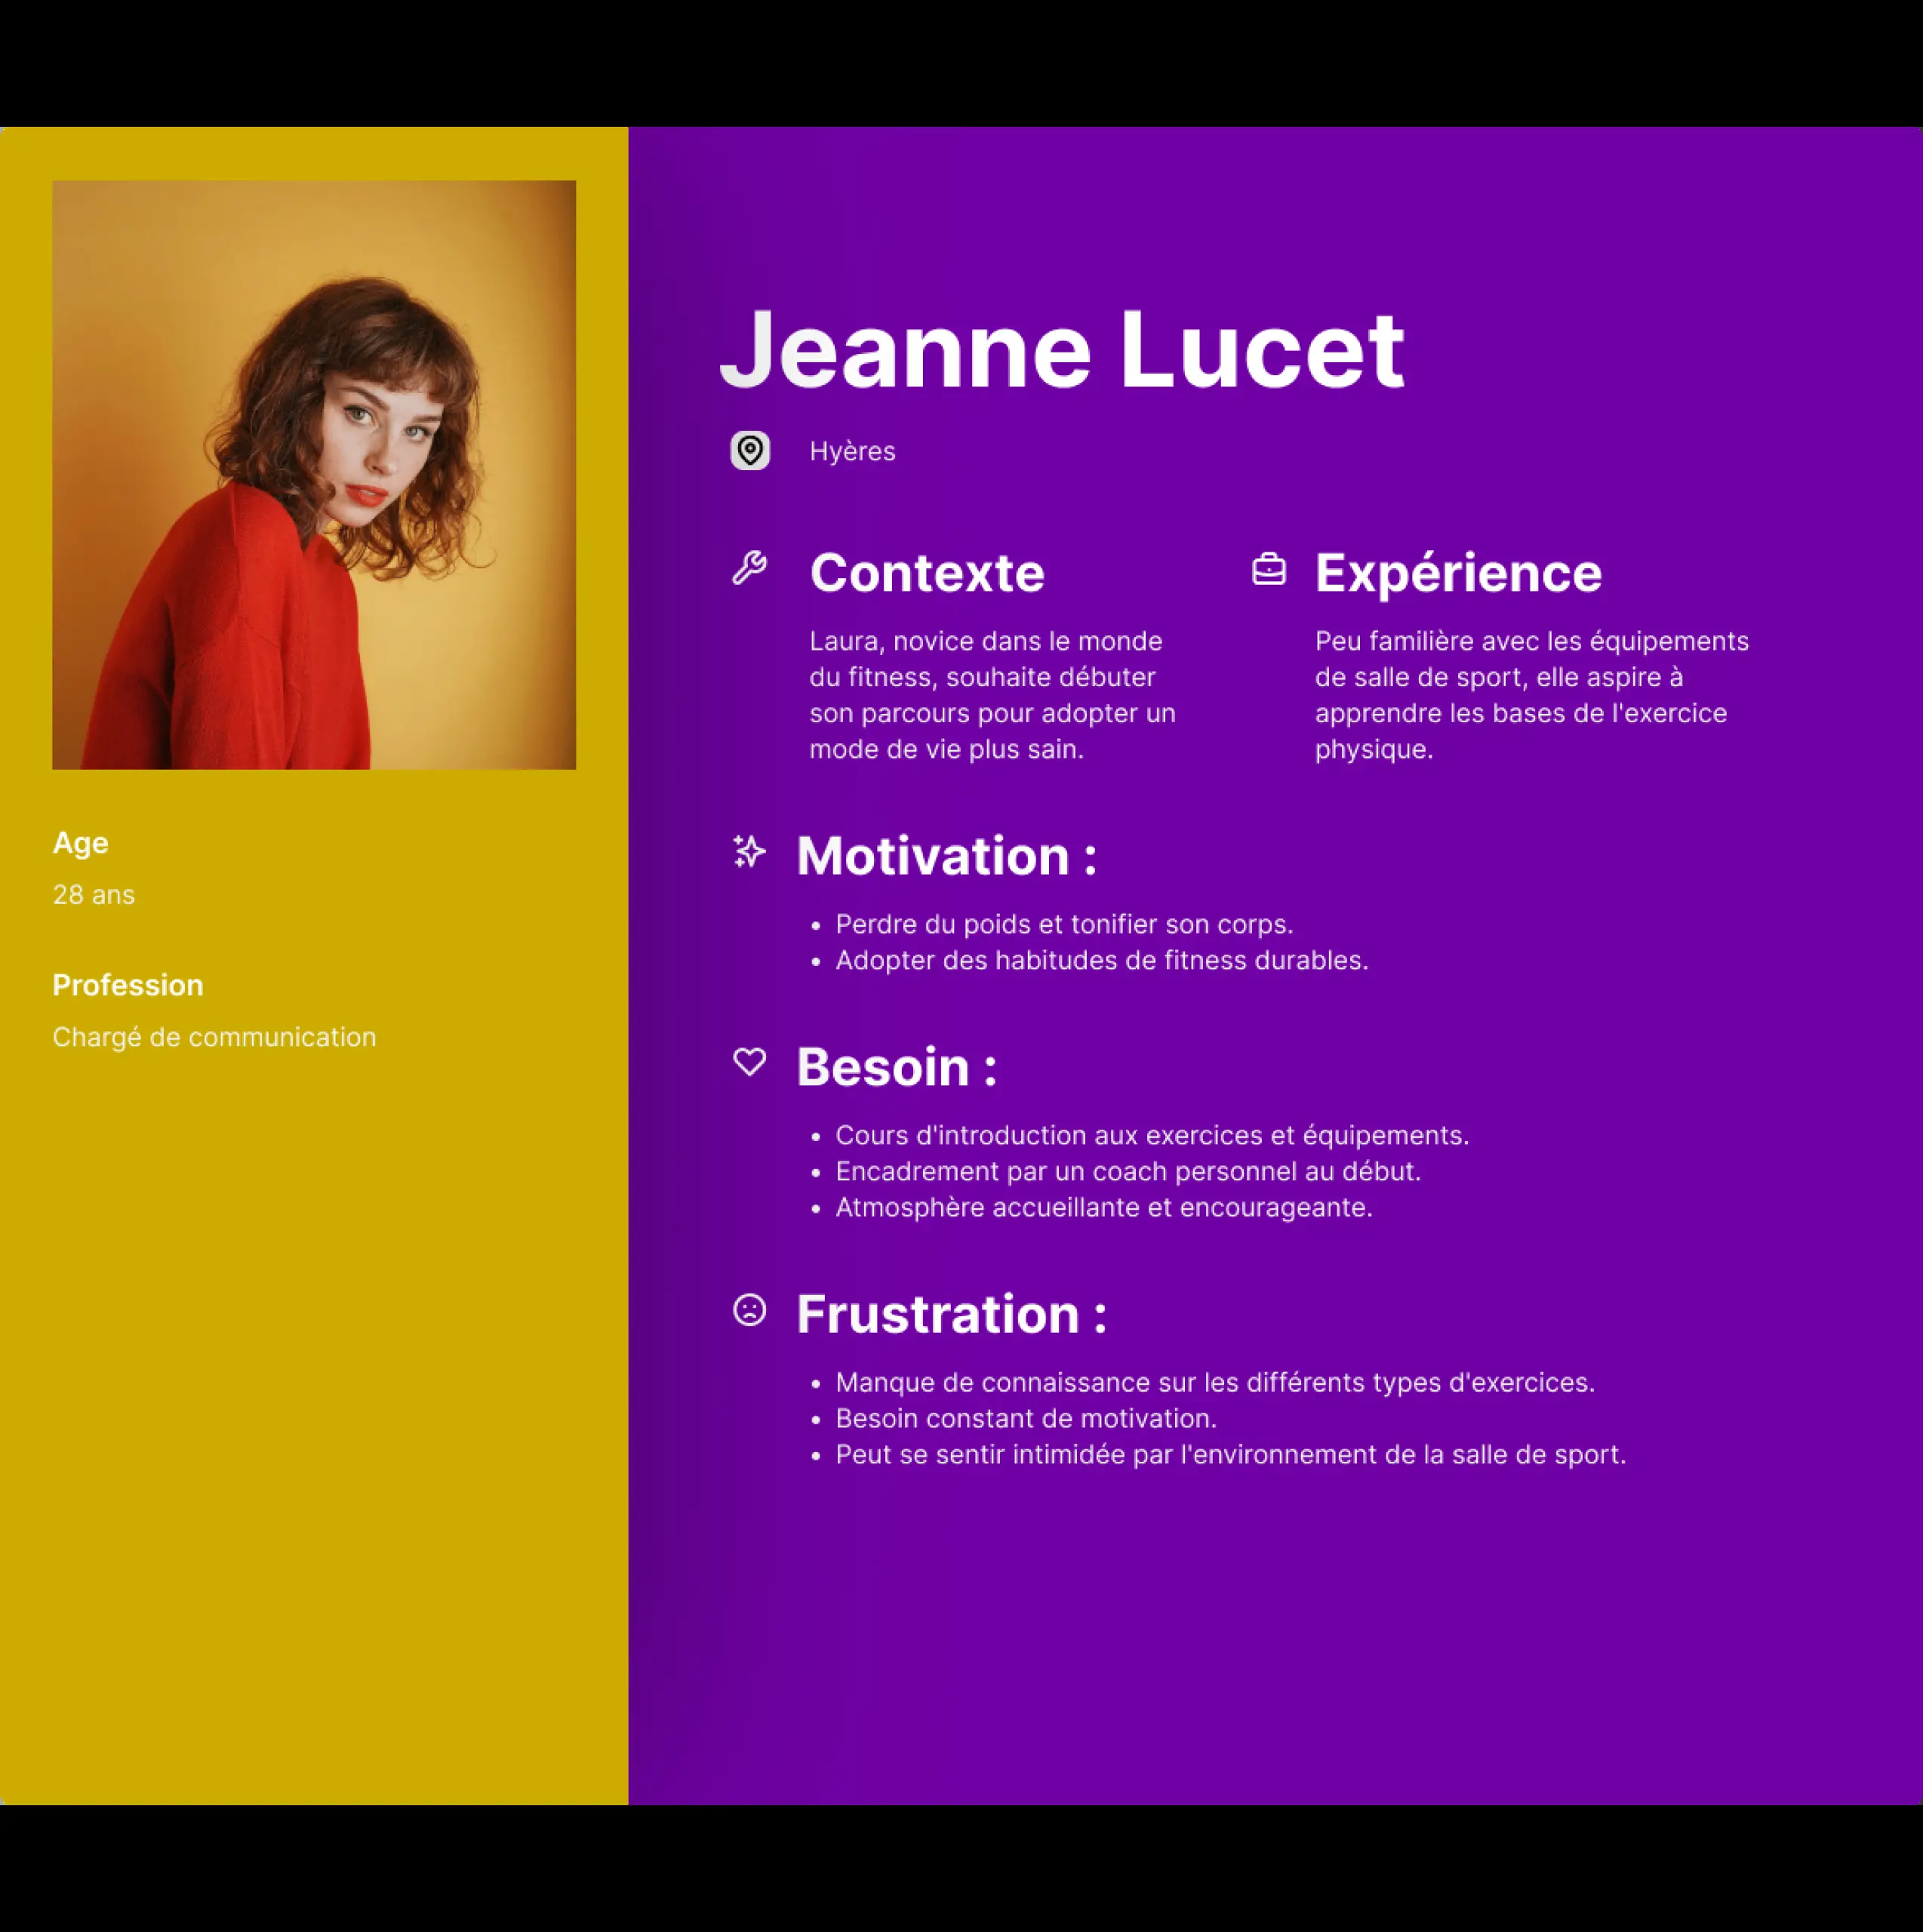 Jeanne Lucet
Hyères
Contexte
Laura, novice dans le monde
du fitness, souhaite débuter
son parcours pour adopter un
mode de vie plus sain.
Expérience
Peu familière avec les équipements
de salle de sport, elle aspire à
apprendre les bases de l'exercice
physique.
Age
28 ans
Profession
Chargé de communication
Motivation :
• Perdre du poids et tonifier son corps.
• Adopter des habitudes de fitness durables.
Besoin :
• Cours d'introduction aux exercices et équipements.
• Encadrement par un coach personnel au début.
• Atmosphère accueillante et encourageante.
Frustration :
• Manque de connaissance sur les différents types d'exercices.
• Besoin constant de motivation.
• Peut se sentir intimidée par l'environnement de la salle de sport.